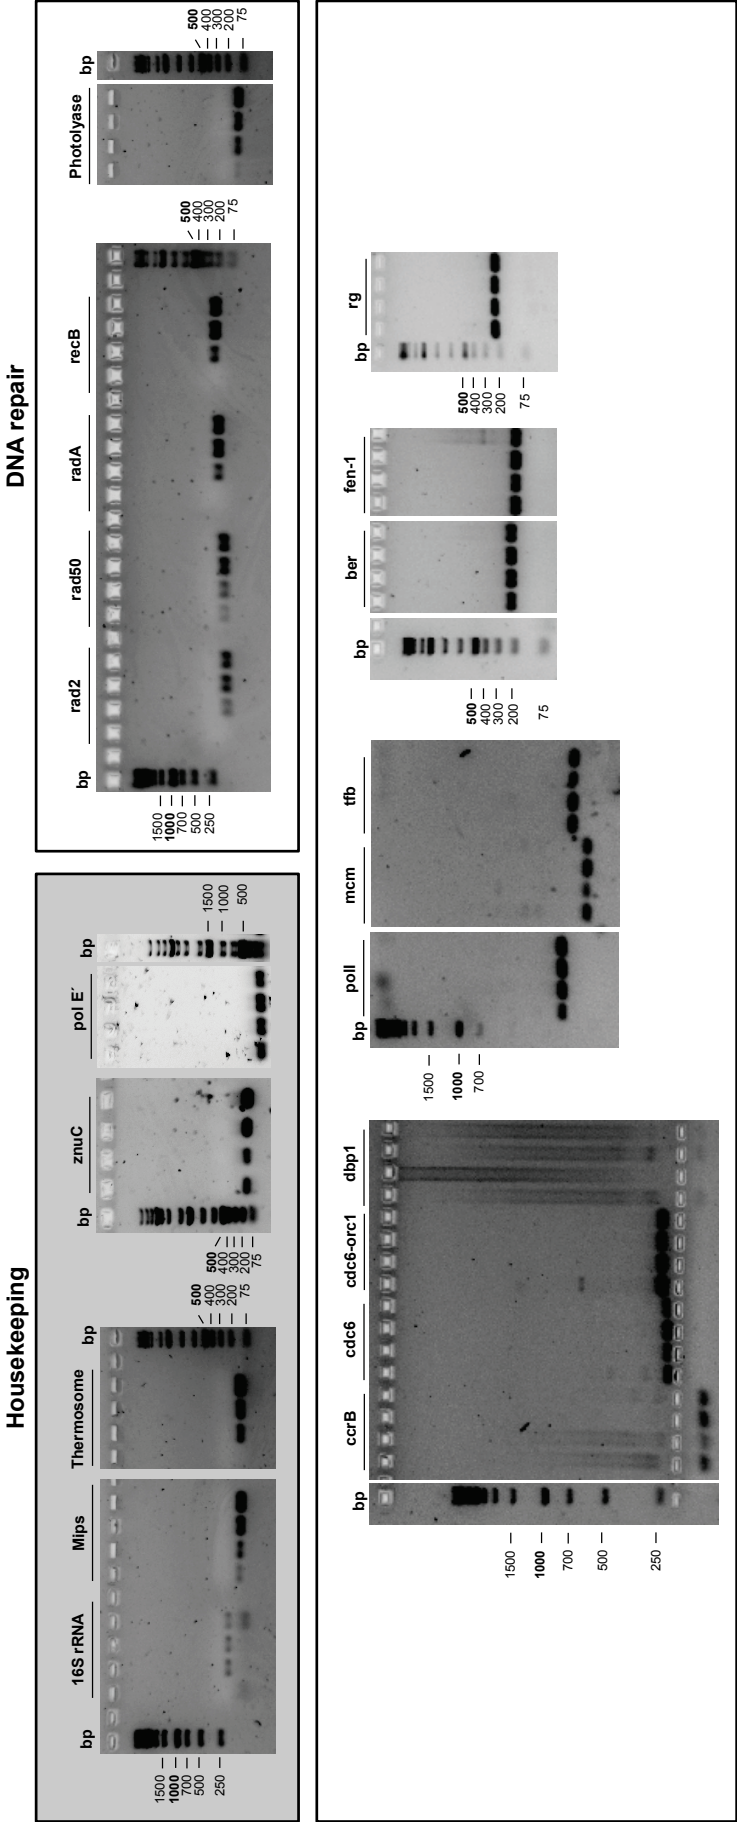 Housekeeping
bp
16S rRNA
Mips
Thermosome
bp
1500
1000
700
500
250
500
400
300
200
75
bp
znuC
pol E´
bp
500
400
300
200
75
1500
1000
500
DNA repair
bp
rad2
rad50
radA
recB
1500
1000
700
500
250
500
400
300
200
75
Photolyase
bp
500
400
300
200
75
bp
ccrB
cdc6
cdc6-orc1
dbp1
1500
1000
700
500
250
bp
polI
mcm
tfb
1500
1000
700
bp
ber
fen-1
500
400
300
200
75
bp
rg
500
400
300
200
75